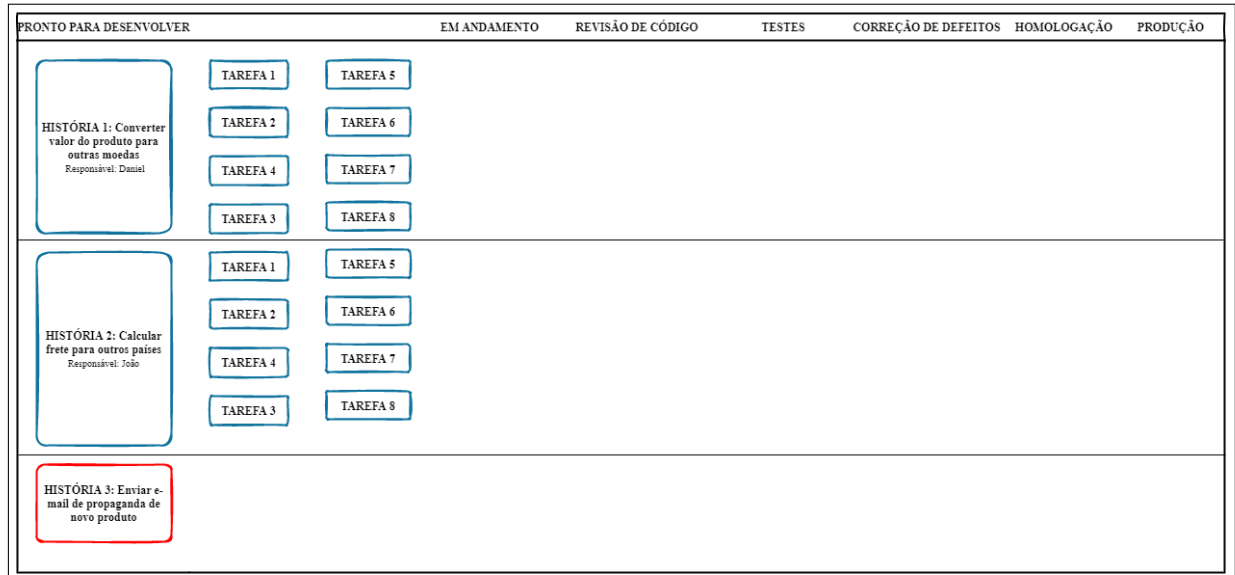 PRONTO PARA DESENVOLVER EM ANDAMENTO REVISÃO DE CÓDIGO TESTES CORREÇÃO DE DEFEITOS HOMOLOGAÇÃO PRODUÇÃO
HISTÓRIA 1: Converter
valor do produto para
outras moedas
Responsável: Daniel
TAREFA 1 TAREFA 5
TAREFA 2 TAREFA 6
TAREFA 4 TAREFA 7
TAREFA 3 TAREFA 8
HISTÓRIA 2: Calcular
frete para outros países
Responsável: João
TAREFA 1 TAREFA 5
TAREFA 2 TAREFA 6
TAREFA 4 TAREFA 7
TAREFA 3 TAREFA 8
HISTÓRIA 3: Enviar e-
mail de propaganda de
novo produto